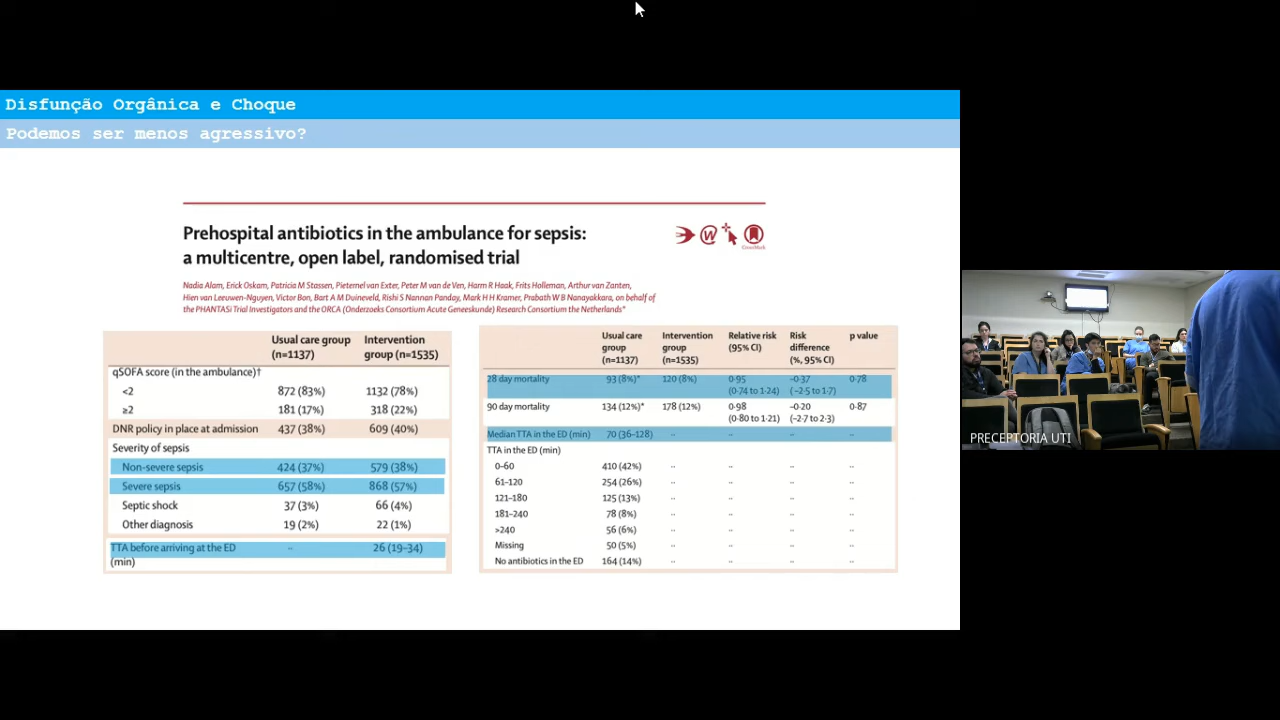 Disfunção Orgânica e Choque
Podemos ser menos agressivo?
Prehospital antibiotics in the ambulance for sepsis:
a multicentre, open label, randomised trial
CrossMark
Nadia Alam, Erick Oskam, Patricia M Stassen, Pieternel van Exter, Peter M van de Ven, Harm R Haak, Frits Holleman, Arthur van Zanten,
Hien van Leeuwen-Nguyen, Victor Bon, Bart A M Duineveld, Rishi S Nannan Panday, Mark H H Kramer, Prabath W B Nanayakkara, on behalf of
the PHANTASi Trial Investigators and the ORCA (Onderzoeks Consortium Acute Geneeskunde) Research Consortium the Netherlands*
Usual care group Intervention
(n=1137) group (n=1535)
qSOFA score (in the ambulance)†
<2 872 (83%) 1132 (78%)
≥2 181 (17%) 318 (22%)
DNR policy in place at admission 437 (38%) 609 (40%)
Severity of sepsis
Non-severe sepsis 424 (37%) 579 (38%)
Severe sepsis 657 (58%) 868 (57%)
Septic shock 37 (3%) 66 (4%)
Other diagnosis 19 (2%) 22 (1%)
TTA before arriving at the ED – 26 (19–34)
(min)
Usual care Intervention Relative risk Risk p value
group group (95% CI) difference
(n=1137) (n=1535) (%, 95% CI)
28 day mortality 93 (8%)* 120 (8%) 0·95 –0·37 0·78
(0·74 to 1·24) (–2·5 to 1·7)
90 day mortality 134 (12%)* 178 (12%) 0·98 –0·20 0·87
(0·80 to 1·21) (–2·7 to 2·3)
Median TTA in the ED (min) 70 (36–128) ·· ·· ·· ··
TTA in the ED (min)
0–60 410 (42%) ·· ·· ·· ··
61–120 254 (26%) ·· ·· ·· ··
121–180 125 (13%) ·· ·· ·· ··
181–240 78 (8%) ·· ·· ·· ··
>240 56 (6%) ·· ·· ·· ··
Missing 50 (5%) ·· ·· ·· ··
No antibiotics in the ED 164 (14%) ·· ·· ·· ··
PRECEPTORIA UTI